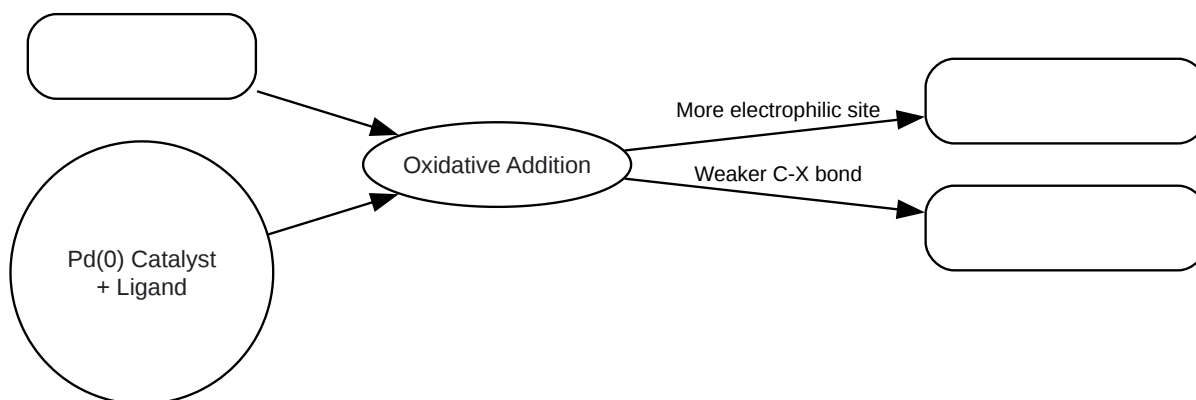 More electrophilic site
Oxidative Addition
Weaker C-X bond
Pd(0) Catalyst
+ Ligand